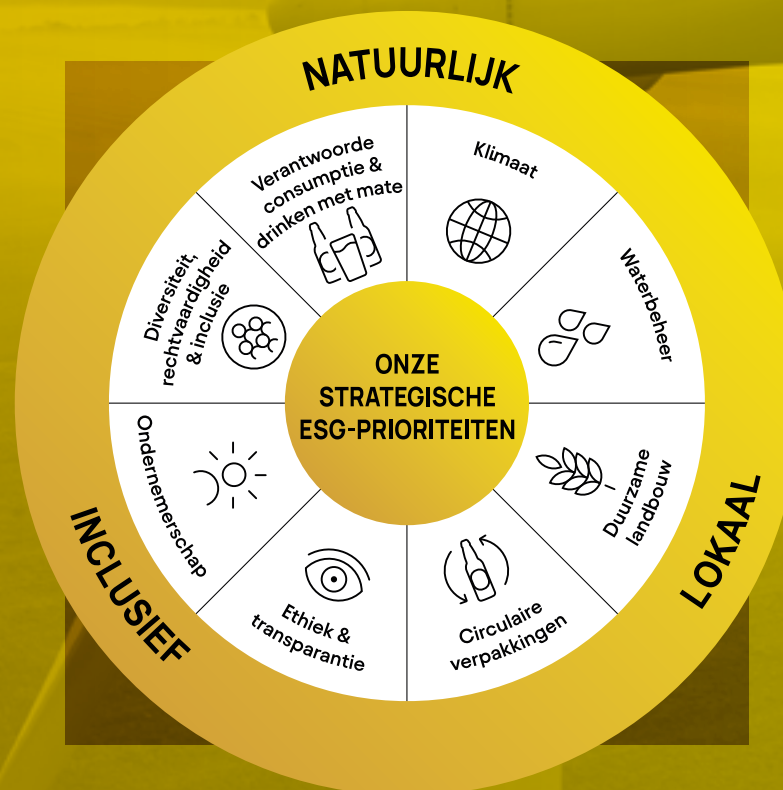 NATUURLIJK
Klimaat
Waterbeheer
Duurzame
landbouw
Circulaire
verpakkingen
Ethiek &
transparantie
Ondernemerschap
Diversiteit,
rechtvaardigheid
& inclusie
Verantwoorde
consumptie &
drinken met mate
ONZE
STRATEGISCHE
ESG-PRIORITEITEN
LOKAAL
INCLUSIEF